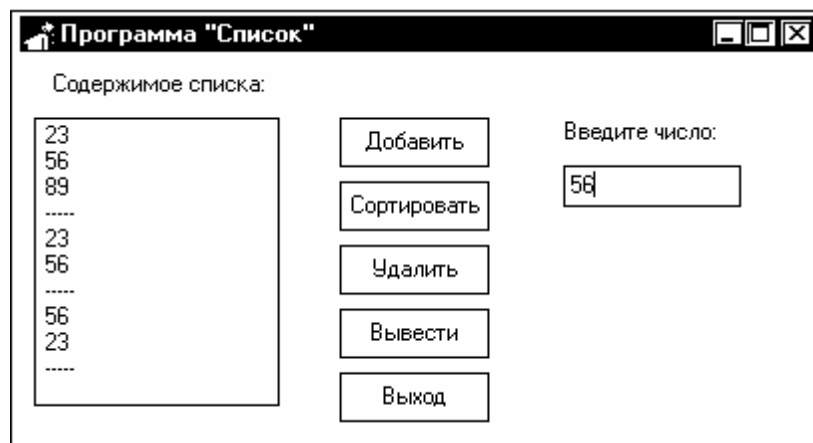 Программа "Список"
Содержимое списка:
23
56
89
-----
23
56
-----
56
23
-----
Добавить
Сортировать
Удалить
Вывести
Выход
Введите число:
56